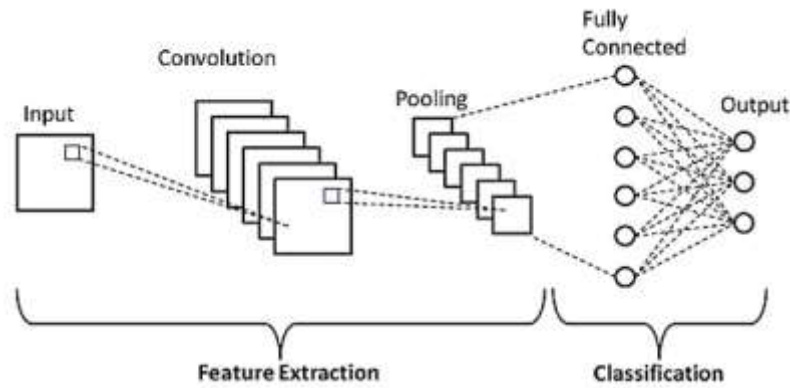 Input
Convolution
Pooling
Fully
Connected
Output
Feature Extraction
Classification